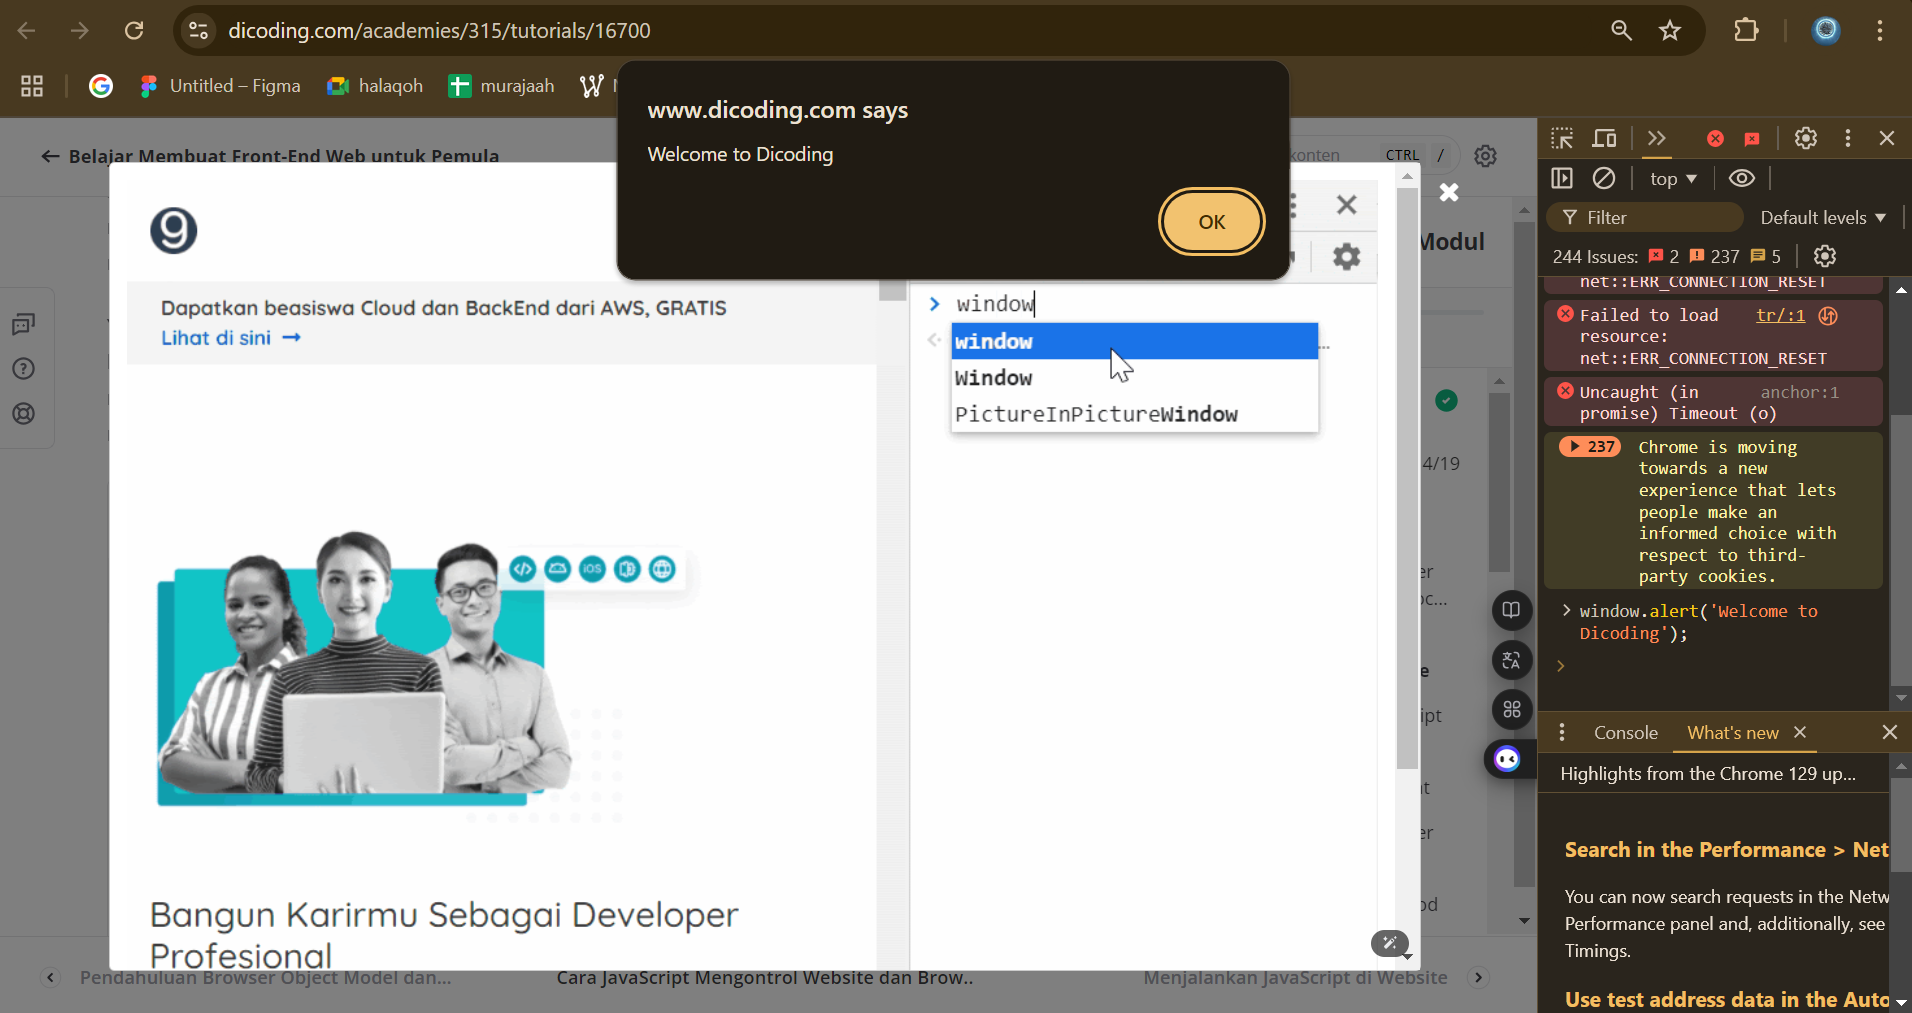 dicoding.com/academies/315/tutorials/16700
Untitled – Figma
halaqoh
murajaah
www.dicoding.com says
Welcome to Dicoding
OK
Belajar Membuat Front-End Web untuk Pemula
konten
CTRL /
Modul
Dapatkan beasiswa Cloud dan BackEnd dari AWS, GRATIS
Lihat di sini →
> window
window
Window
PictureInPictureWindow
...
4/19
er
oc...
e
ipt
at
er
od
iOS
Bangun Karirmu Sebagai Developer
Profesional
Pendahuluan Browser Object Model dan...
Cara JavaScript Mengontrol Website dan Brow..
Menjalankan JavaScript di Website
top
Filter
Default levels
244 Issues: 2 237 5
net::ERR_CONNECTION_RESET
Failed to load tr/:1
resource:
net::ERR_CONNECTION_RESET
Uncaught (in anchor:1
promise) Timeout (o)
237 Chrome is moving
towards a new
experience that lets
people make an
informed choice with
respect to third-
party cookies.
> window.alert('Welcome to
Dicoding');
>
Console
What's new
Highlights from the Chrome 129 up...
Search in the Performance > Net
You can now search requests in the Netw
Performance panel and, additionally, see
Timings.
Use test address data in the Auto